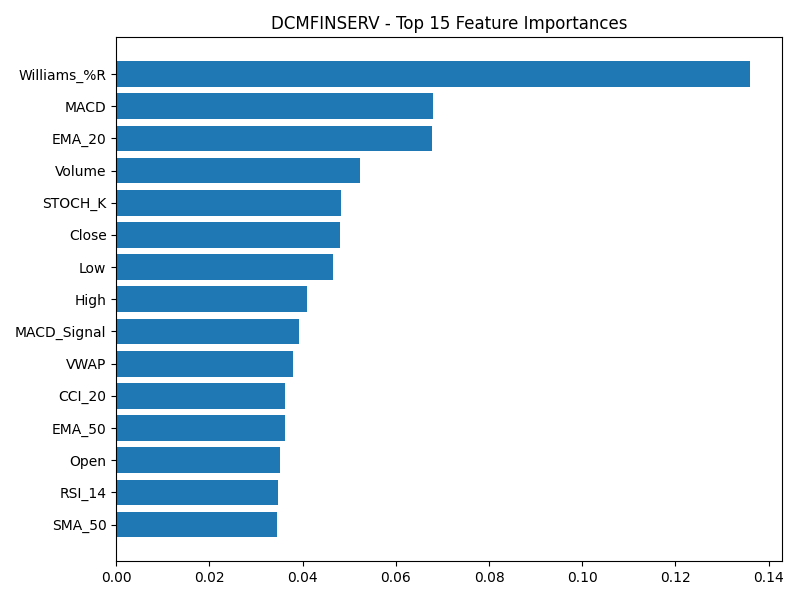 DCMFINSERV - Top 15 Feature Importances
Williams_%R
MACD
EMA_20
Volume
STOCH_K
Close
Low
High
MACD_Signal
VWAP
CCI_20
EMA_50
Open
RSI_14
SMA_50
0.00 0.02 0.04 0.06 0.08 0.10 0.12 0.14